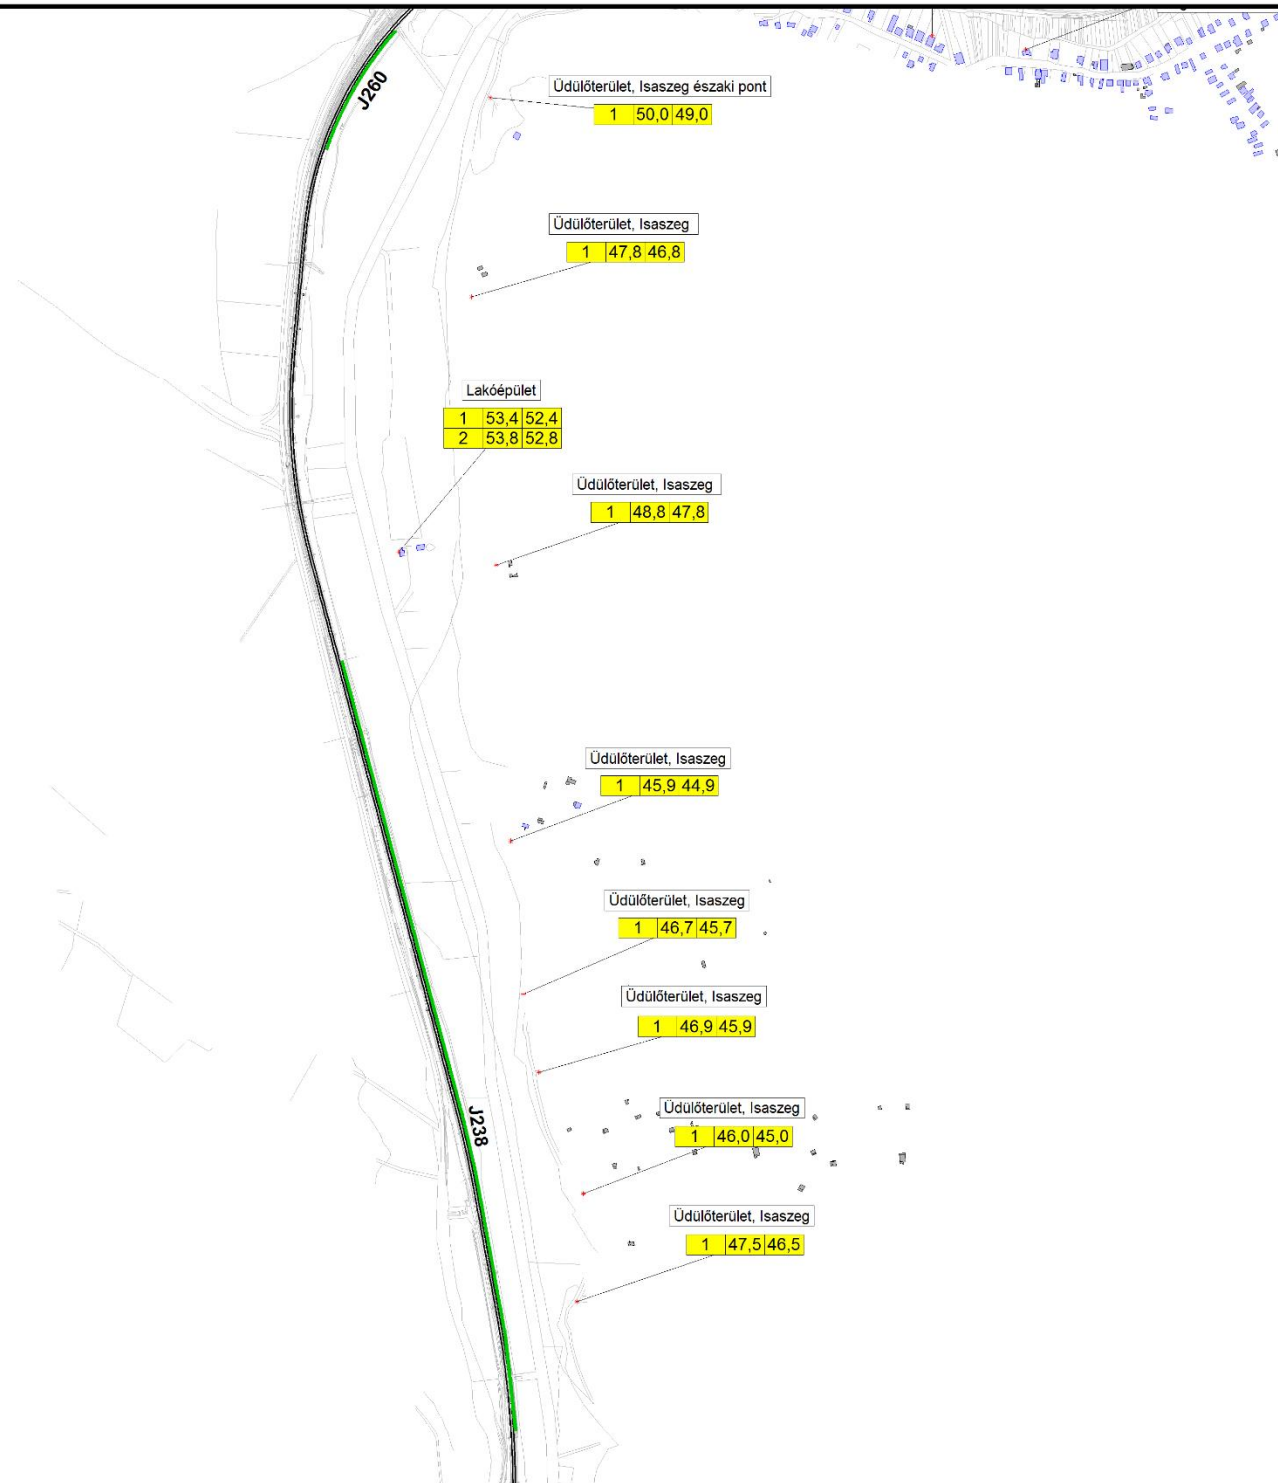 J260
Üdülőterület, Isaszeg északi pont
1 50,0 49,0
Üdülőterület, Isaszeg
1 47,8 46,8
Lakóépület
1 53,4 52,4
2 53,8 52,8
Üdülőterület, Isaszeg
1 48,8 47,8
Üdülőterület, Isaszeg
1 45,9 44,9
Üdülőterület, Isaszeg
1 46,7 45,7
Üdülőterület, Isaszeg
1 46,9 45,9
J238
Üdülőterület, Isaszeg
1 46,0 45,0
Üdülőterület, Isaszeg
1 47,5 46,5